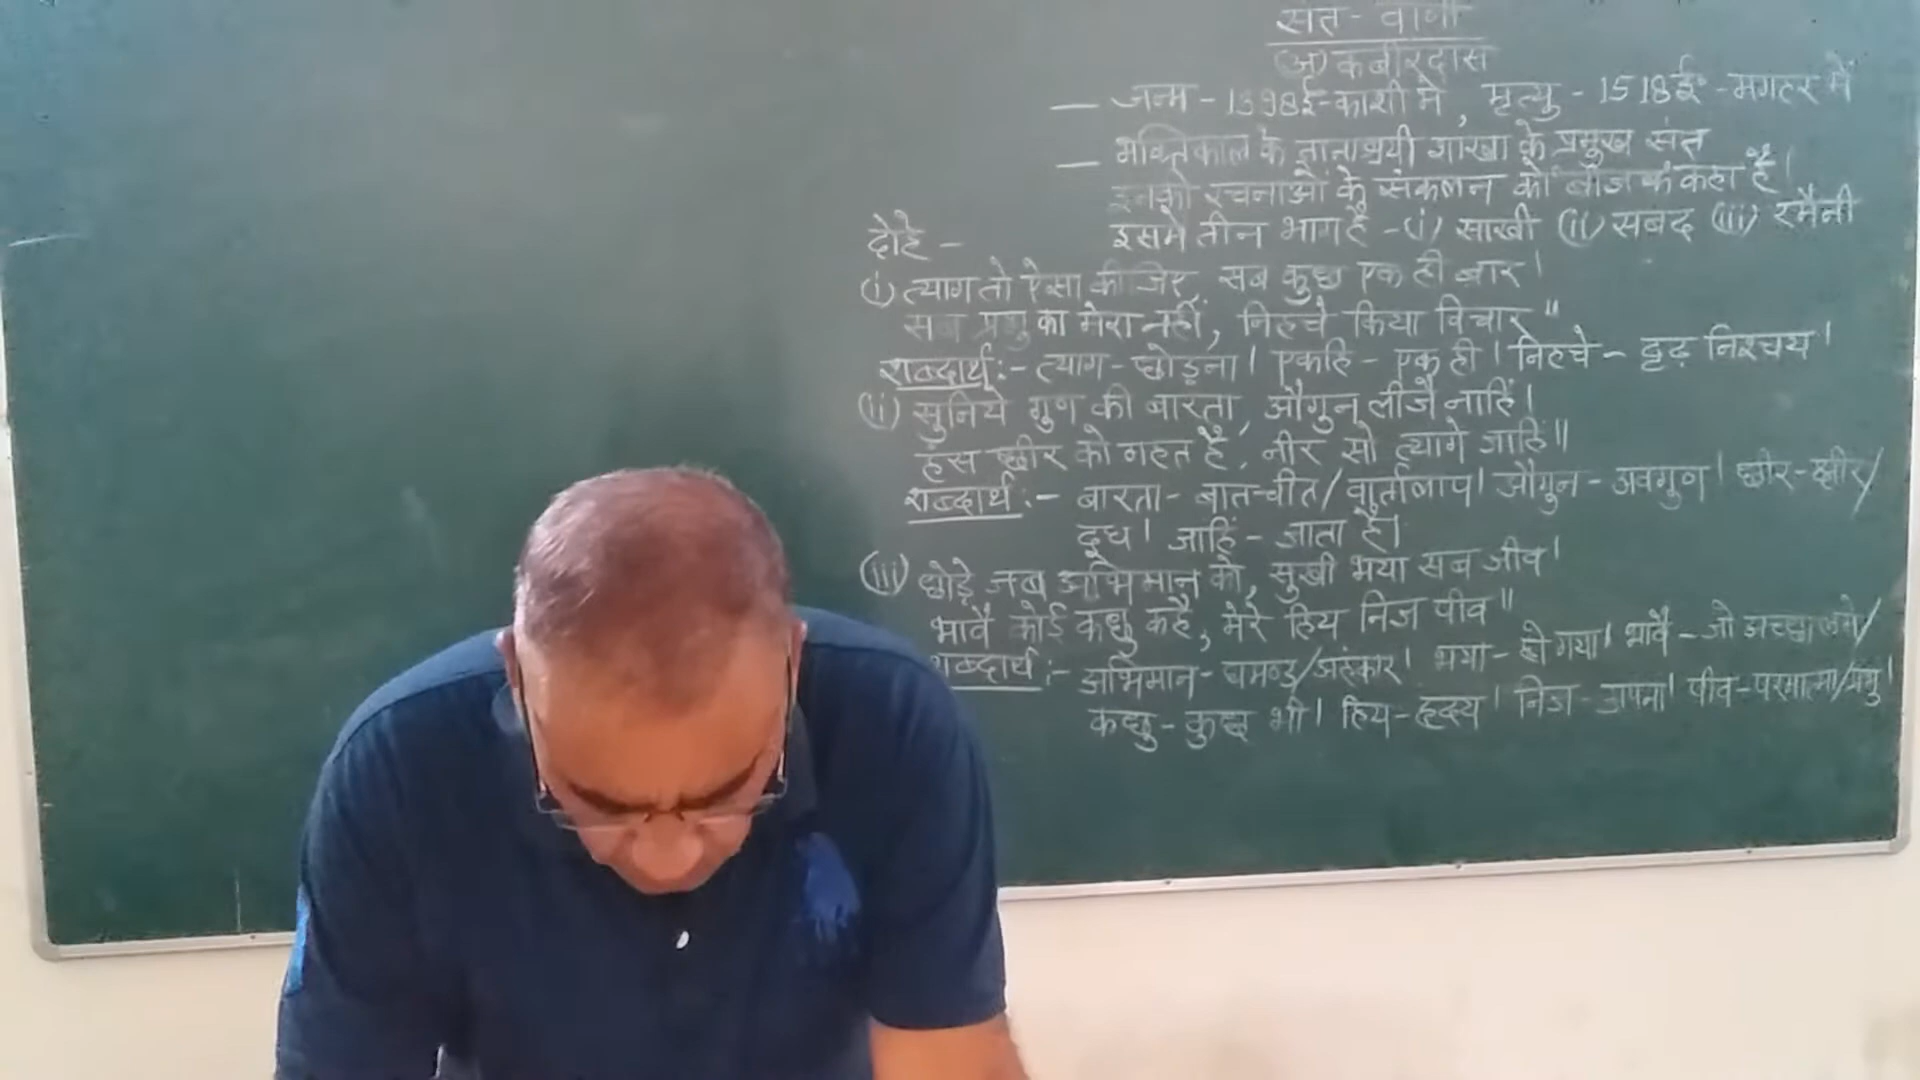 संत- वाणी
(अ) कबीरदास
— जन्म - 1398ई-काशी में, मृत्यु - 1518ई॰ - मगहर में
— भक्तिकाल के ज्ञानाश्रयी शाखा के प्रमुख संत
इनकी रचनाओं के संकलन को बीजक कहा है।
इसमें तीन भाग हैं -(i) साखी (ii) सबद (iii) रमैनी
दोहे -
(i) त्याग तो ऐसा कीजिए, सब कुछ एक ही बार।
सब प्रभु का मेरा नहीं, निहचे किया विचार॥
शब्दार्थ:- त्याग- छोड़ना। एकहि - एक ही। निहचे - दृढ़ निश्चय।
(ii) सुनिये गुण की बारता, औगुन लीजै नाहिं।
हंस छीर को गहत है, नीर सो त्यागे जाहिं॥
शब्दार्थ:- बारता- बात-चीत/वार्तालाप। औगुन - अवगुण। छीर-क्षीर/
दूध। जाहिं - जाता है।
(iii) छोड़े जब अभिमान को, सुखी भया सब जीव।
भावै कोई कछु कहै, मेरे हिय निज पीव॥
शब्दार्थ:- अभिमान- घमण्ड/अहंकार। भया- हो गया। भावै - जो अच्छा लगे/
कछु- कुछ भी। हिय-हृदय। निज- अपना। पीव-परमात्मा/प्रभु।